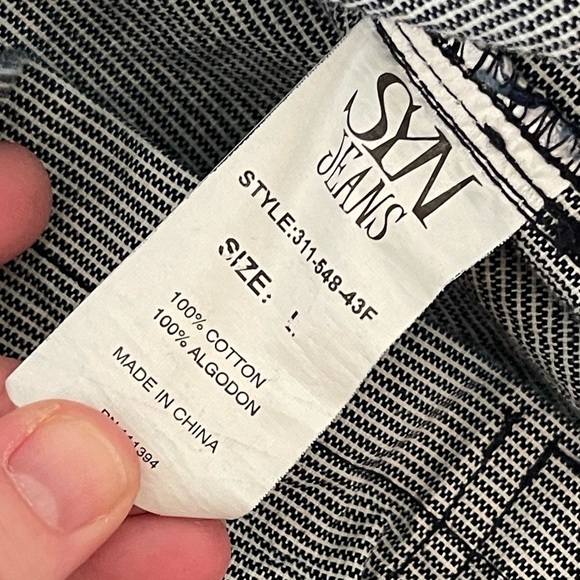 SYN
JEANS
STYLE:311-548-43F
SIZE: L
100% COTTON
100% ALGODON
MADE IN CHINA